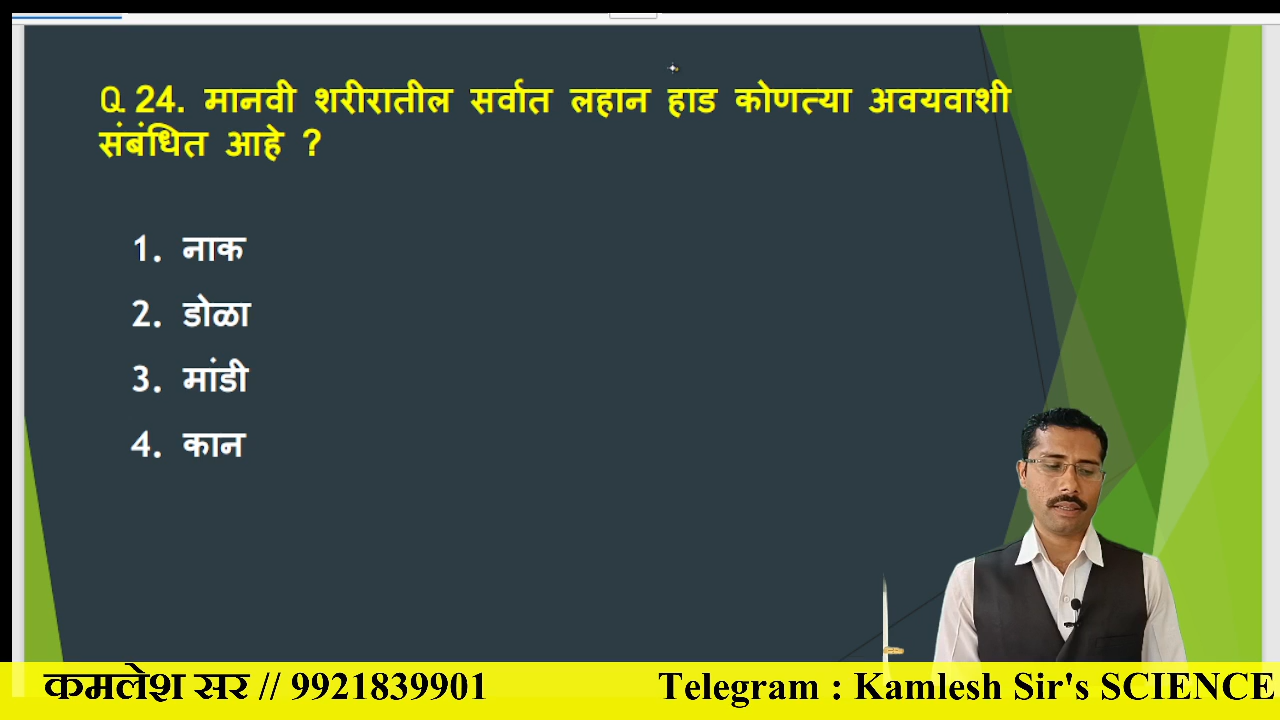 Q 24. मानवी शरीरातील सर्वात लहान हाड कोणत्या अवयवाशी
संबंधित आहे ?
1. नाक
2. डोळा
3. मांडी
4. कान
कमलेश सर // 9921839901 Telegram : Kamlesh Sir's SCIENCE